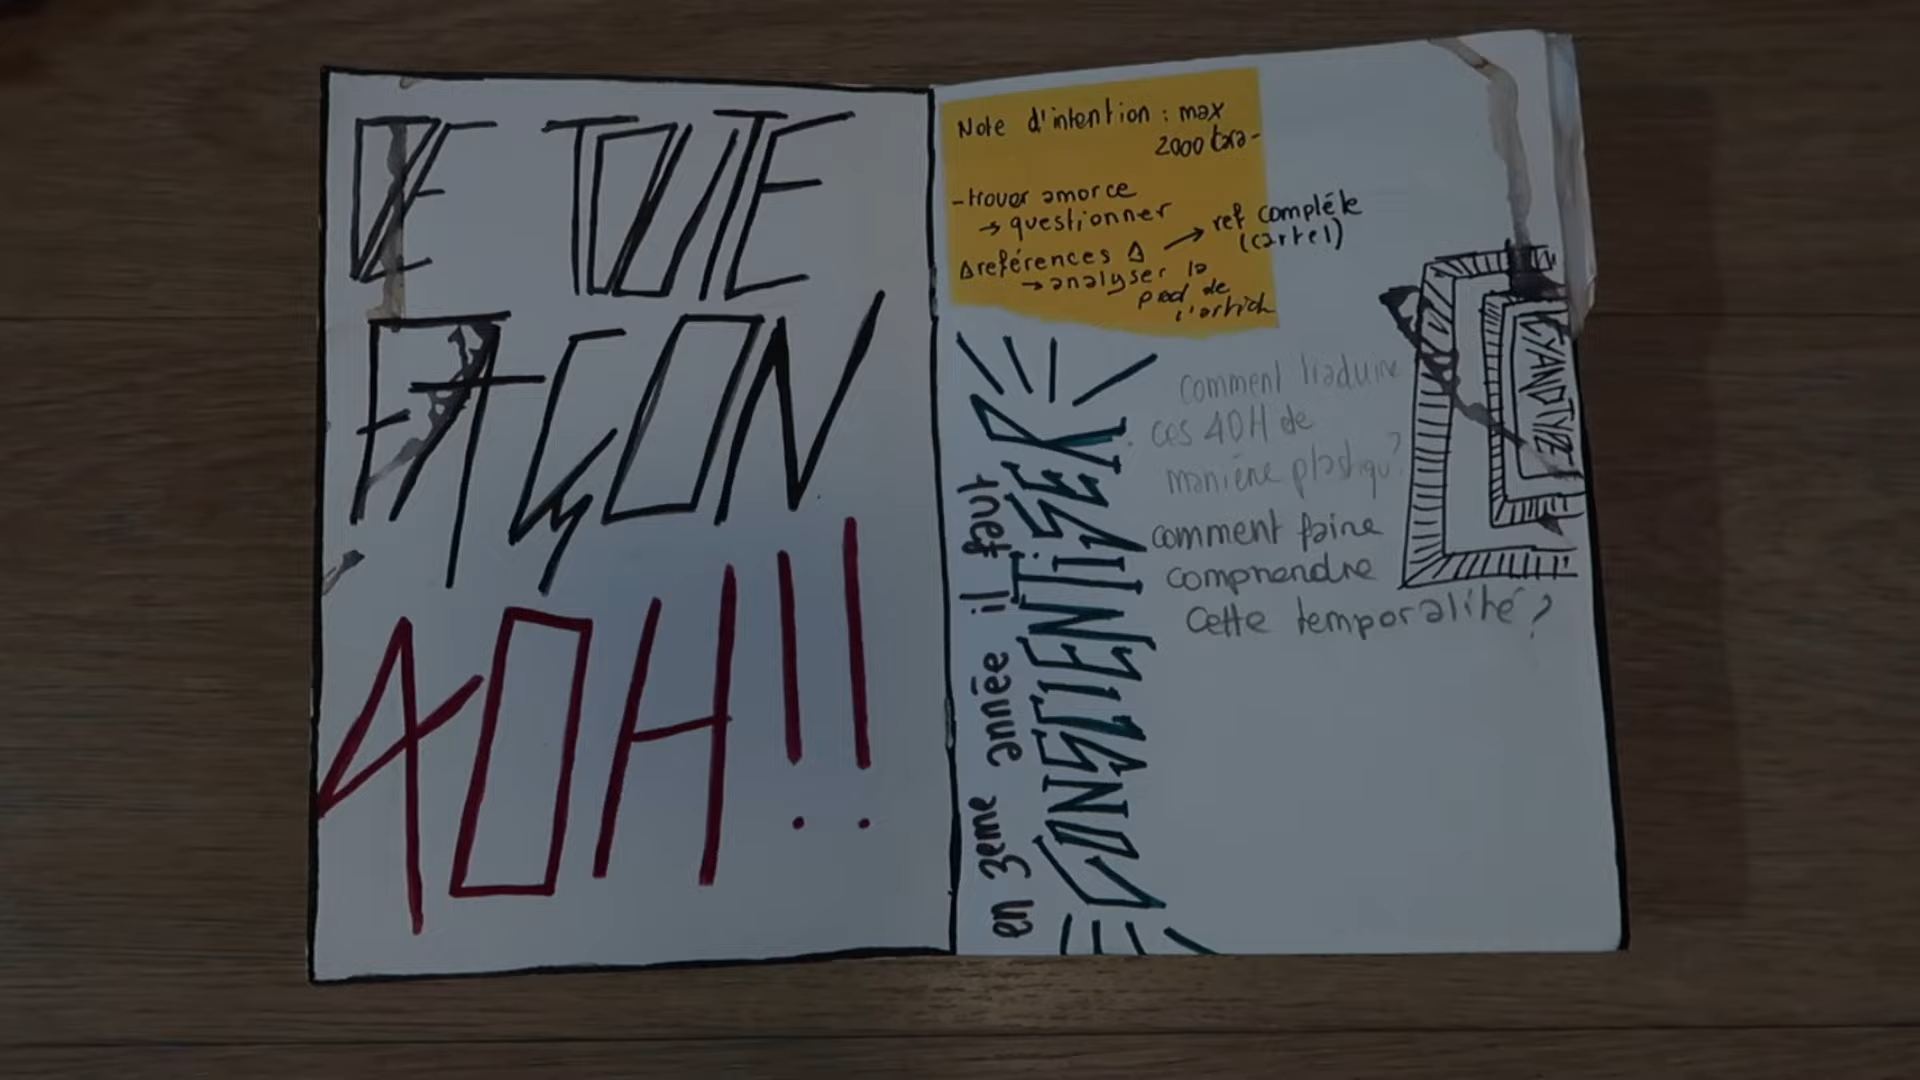 DE TOUTE
FAÇON
40H!!
Note d'intention : max
2000 cara-
- trouver amorce
→ questionner
Δ références Δ → ref complète
(cartel)
→ analyser la
prod de
l'artiste
en 3eme année il faut
CONSCIENTISER
comment traduire
ces 40H de
manière plastiqu?
comment faire
comprendre
cette temporalité?
CYANOTYPE